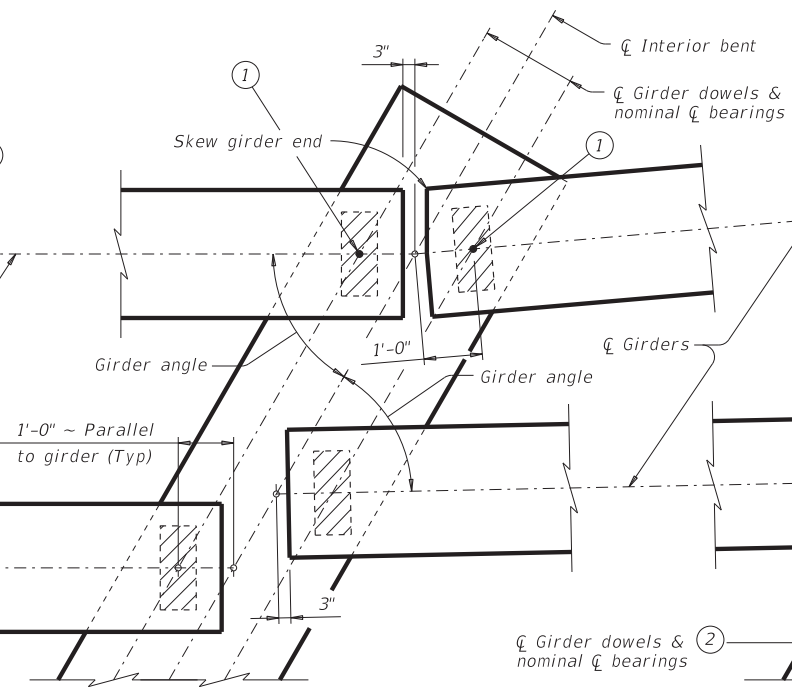 ℄ Interior bent
3"
1
℄ Girder dowels &
nominal ℄ bearings
Skew girder end
1
1'-0"
℄ Girders
Girder angle
Girder angle
1'-0" ~ Parallel
to girder (Typ)
3"
℄ Girder dowels & 2
nominal ℄ bearings